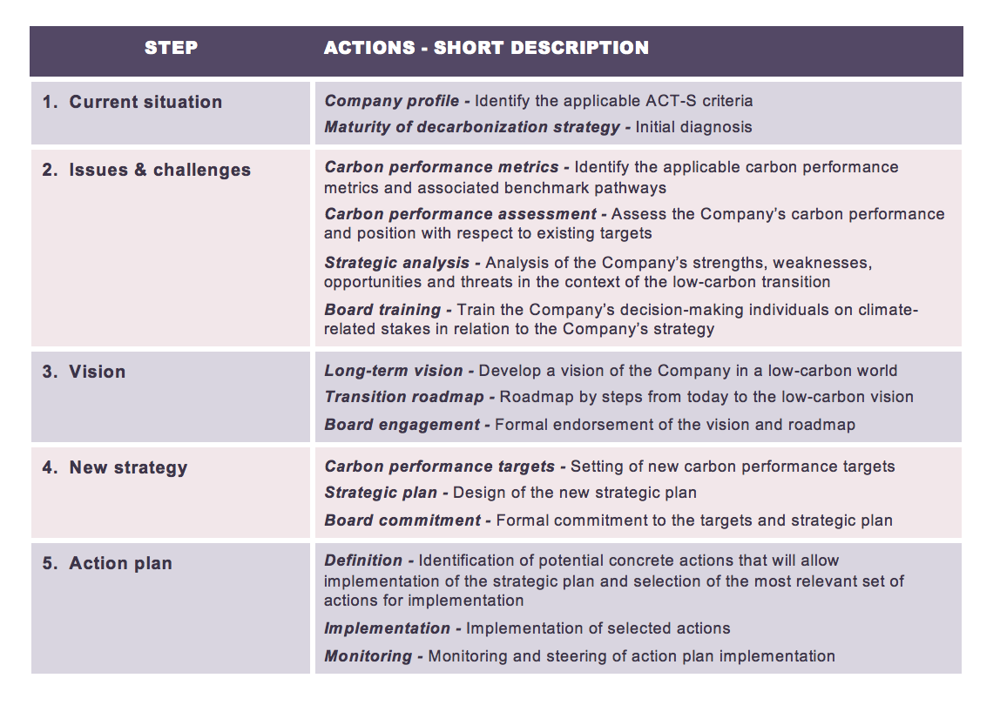 STEP
ACTIONS - SHORT DESCRIPTION
1. Current situation
Company profile - Identify the applicable ACT-S criteria
Maturity of decarbonization strategy - Initial diagnosis
2. Issues & challenges
Carbon performance metrics - Identify the applicable carbon performance
metrics and associated benchmark pathways
Carbon performance assessment - Assess the Company’s carbon performance
and position with respect to existing targets
Strategic analysis - Analysis of the Company’s strengths, weaknesses,
opportunities and threats in the context of the low-carbon transition
Board training - Train the Company’s decision-making individuals on climate-
related stakes in relation to the Company’s strategy
3. Vision
Long-term vision - Develop a vision of the Company in a low-carbon world
Transition roadmap - Roadmap by steps from today to the low-carbon vision
Board engagement - Formal endorsement of the vision and roadmap
4. New strategy
Carbon performance targets - Setting of new carbon performance targets
Strategic plan - Design of the new strategic plan
Board commitment - Formal commitment to the targets and strategic plan
5. Action plan
Definition - Identification of potential concrete actions that will allow
implementation of the strategic plan and selection of the most relevant set of
actions for implementation
Implementation - Implementation of selected actions
Monitoring - Monitoring and steering of action plan implementation